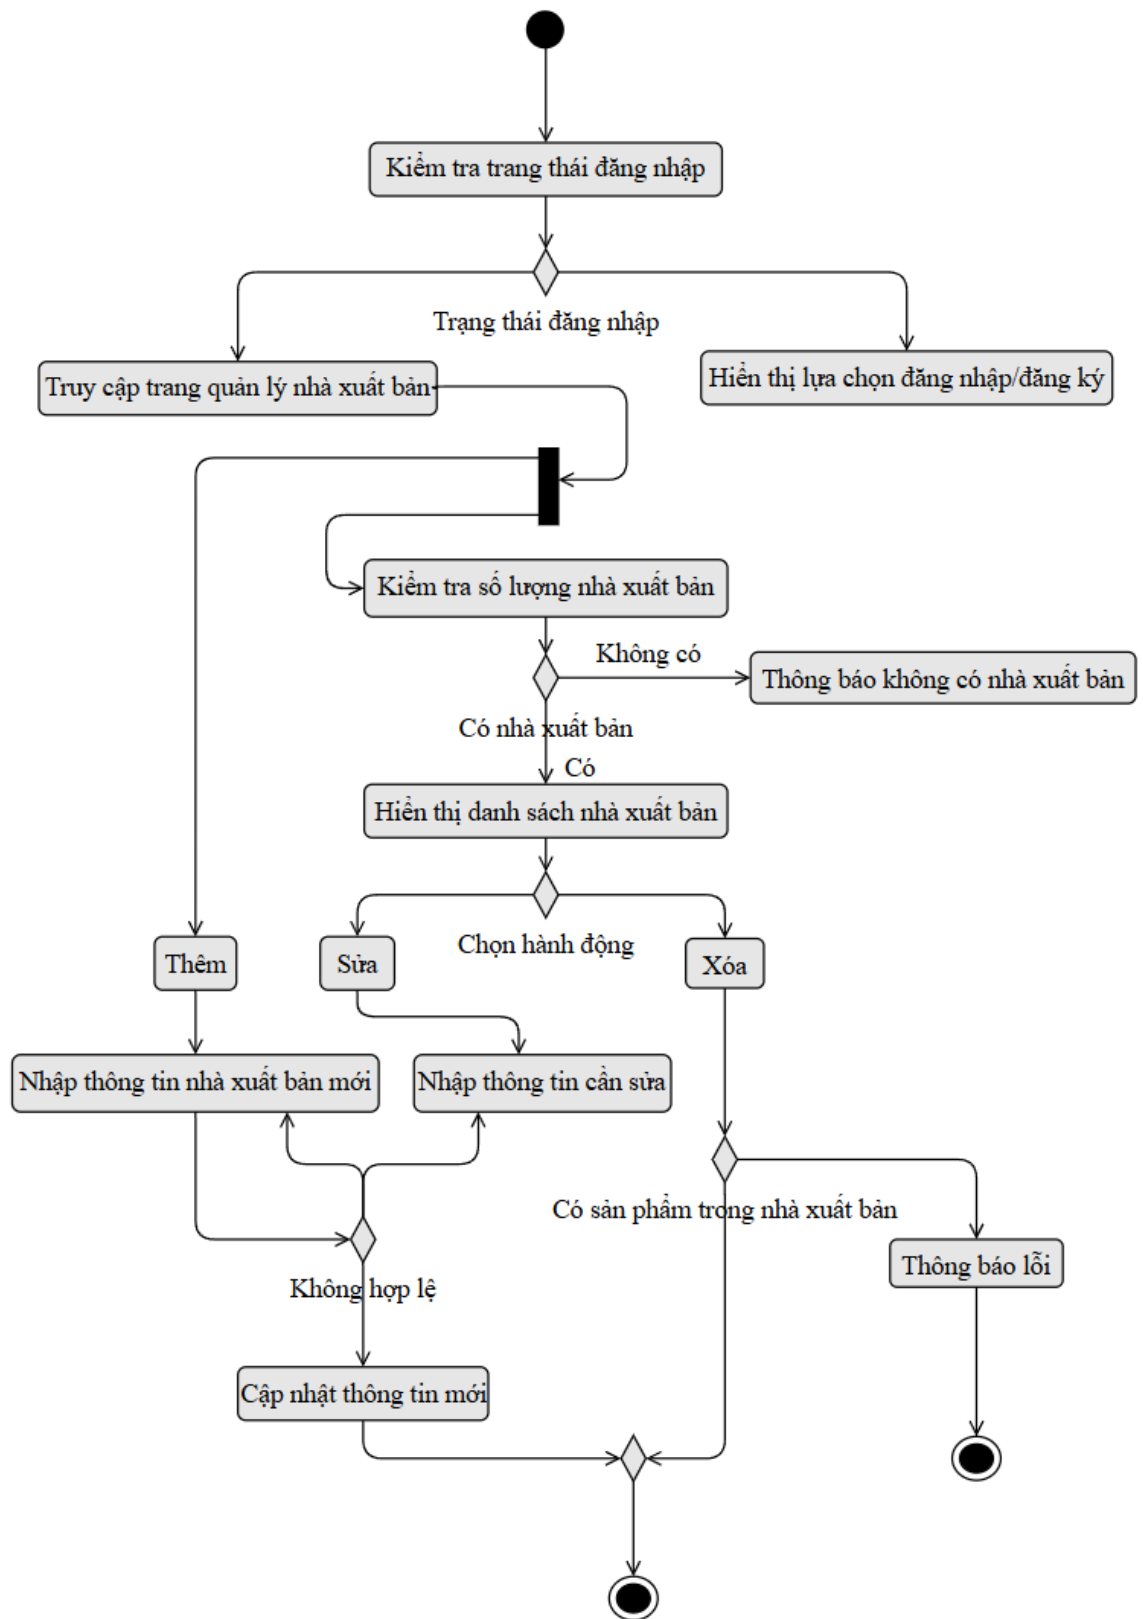 Kiểm tra trang thái đăng nhập
Trạng thái đăng nhập
Truy cập trang quản lý nhà xuất bản
Hiển thị lựa chọn đăng nhập/đăng ký
Kiểm tra số lượng nhà xuất bản
Không có
Thông báo không có nhà xuất bản
Có nhà xuất bản
Có
Hiển thị danh sách nhà xuất bản
Chọn hành động
Thêm
Sửa
Xóa
Nhập thông tin nhà xuất bản mới
Nhập thông tin cần sửa
Có sản phẩm trong nhà xuất bản
Thông báo lỗi
Không hợp lệ
Cập nhật thông tin mới